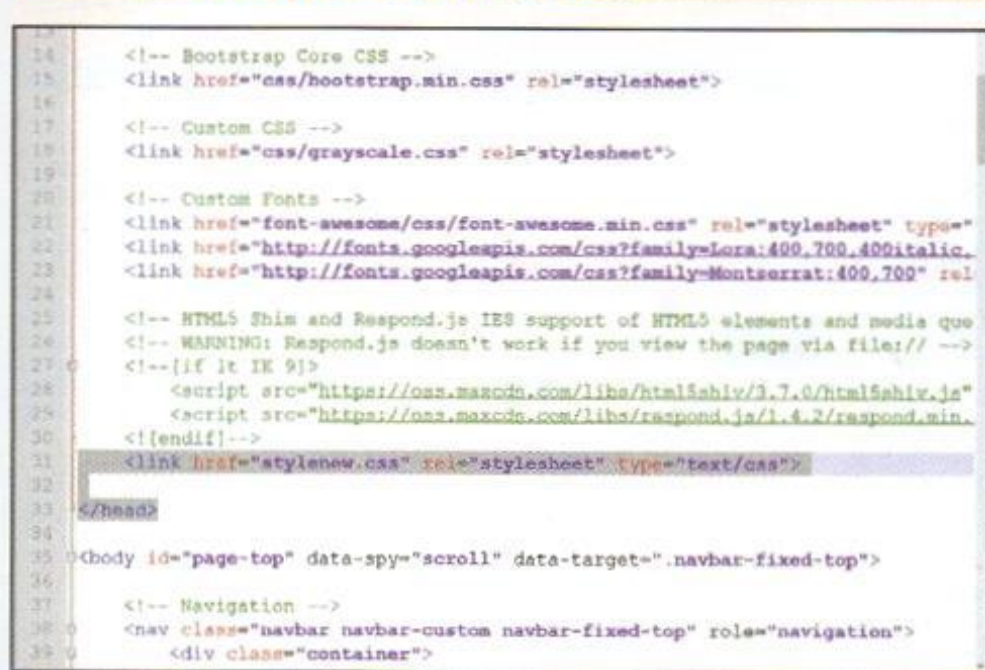 13
14 <!-- Bootstrap Core CSS -->
15 <link href="css/bootstrap.min.css" rel="stylesheet">
16
17 <!-- Custom CSS -->
18 <link href="css/grayscale.css" rel="stylesheet">
19
20 <!-- Custom Fonts -->
21 <link href="font-awesome/css/font-awesome.min.css" rel="stylesheet" type="
22 <link href="http://fonts.googleapis.com/css?family=Lora:400,700,400italic,
23 <link href="http://fonts.googleapis.com/css?family=Montserrat:400,700" rel
24
25 <!-- HTML5 Shim and Respond.js IE8 support of HTML5 elements and media que
26 <!-- WARNING: Respond.js doesn't work if you view the page via file:// -->
27 <!--[if lt IE 9]>
28 <script src="https://oss.maxcdn.com/libs/html5shiv/3.7.0/html5shiv.js"
29 <script src="https://oss.maxcdn.com/libs/respond.js/1.4.2/respond.min.
30 <![endif]-->
31 <link href="stylenew.css" rel="stylesheet" type="text/css">
32
33 </head>
34
35 <body id="page-top" data-spy="scroll" data-target=".navbar-fixed-top">
36
37 <!-- Navigation -->
38 <nav class="navbar navbar-custom navbar-fixed-top" role="navigation">
39 <div class="container">